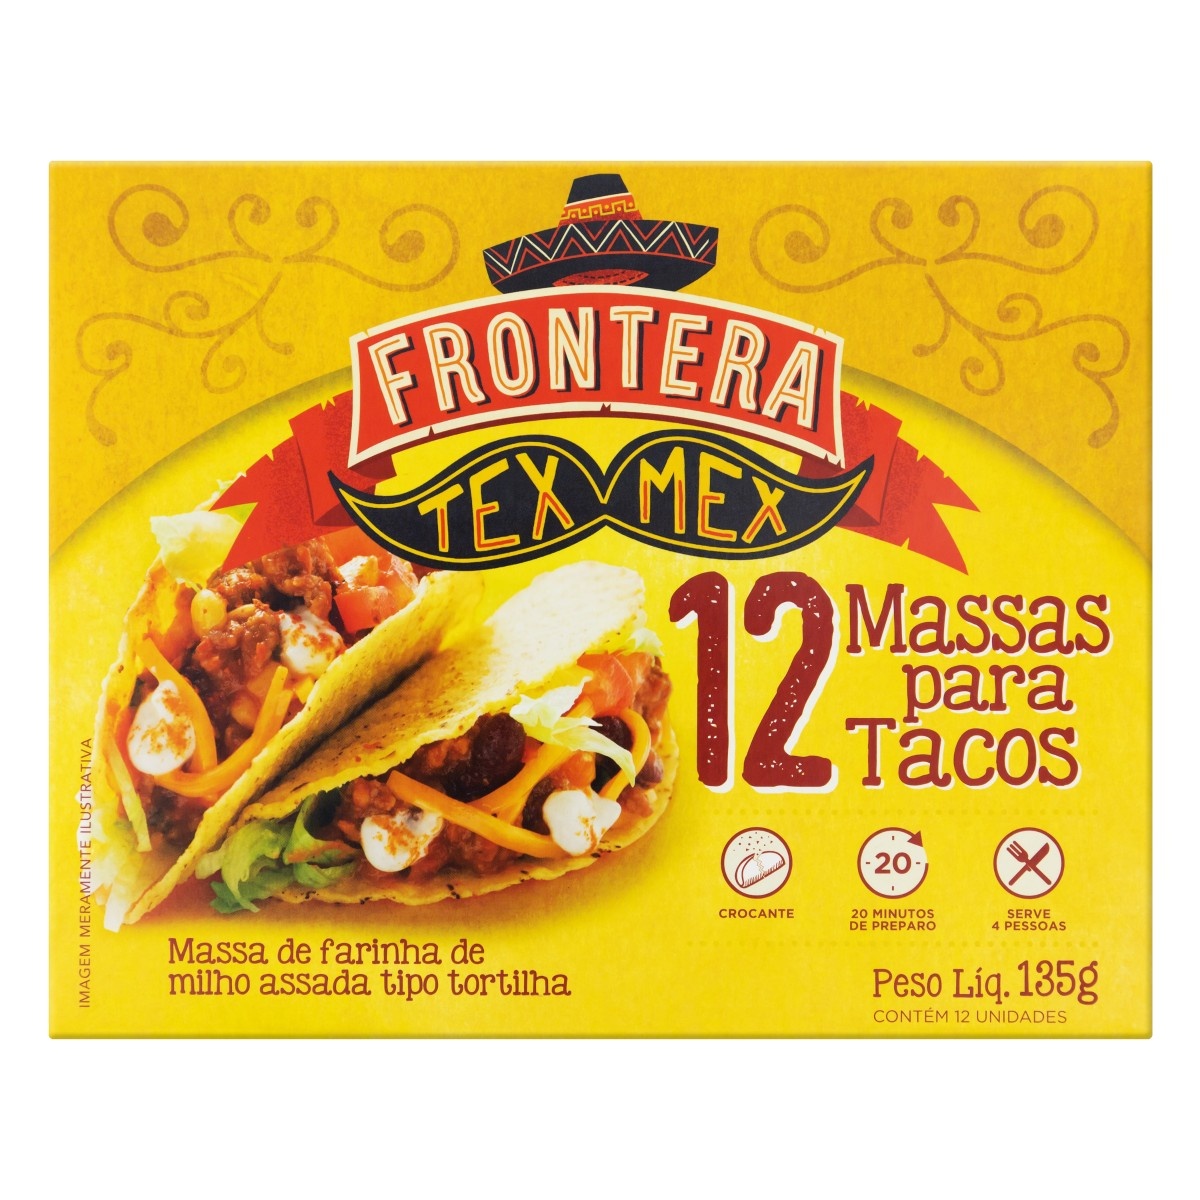 FRONTERA
TEX MEX
12 Massas
para
Tacos
CROCANTE
20
20 MINUTOS
DE PREPARO
SERVE
4 PESSOAS
Massa de farinha de
milho assada tipo tortilha
Peso Líq. 135g
CONTÉM 12 UNIDADES
IMAGEM MERAMENTE ILUSTRATIVA